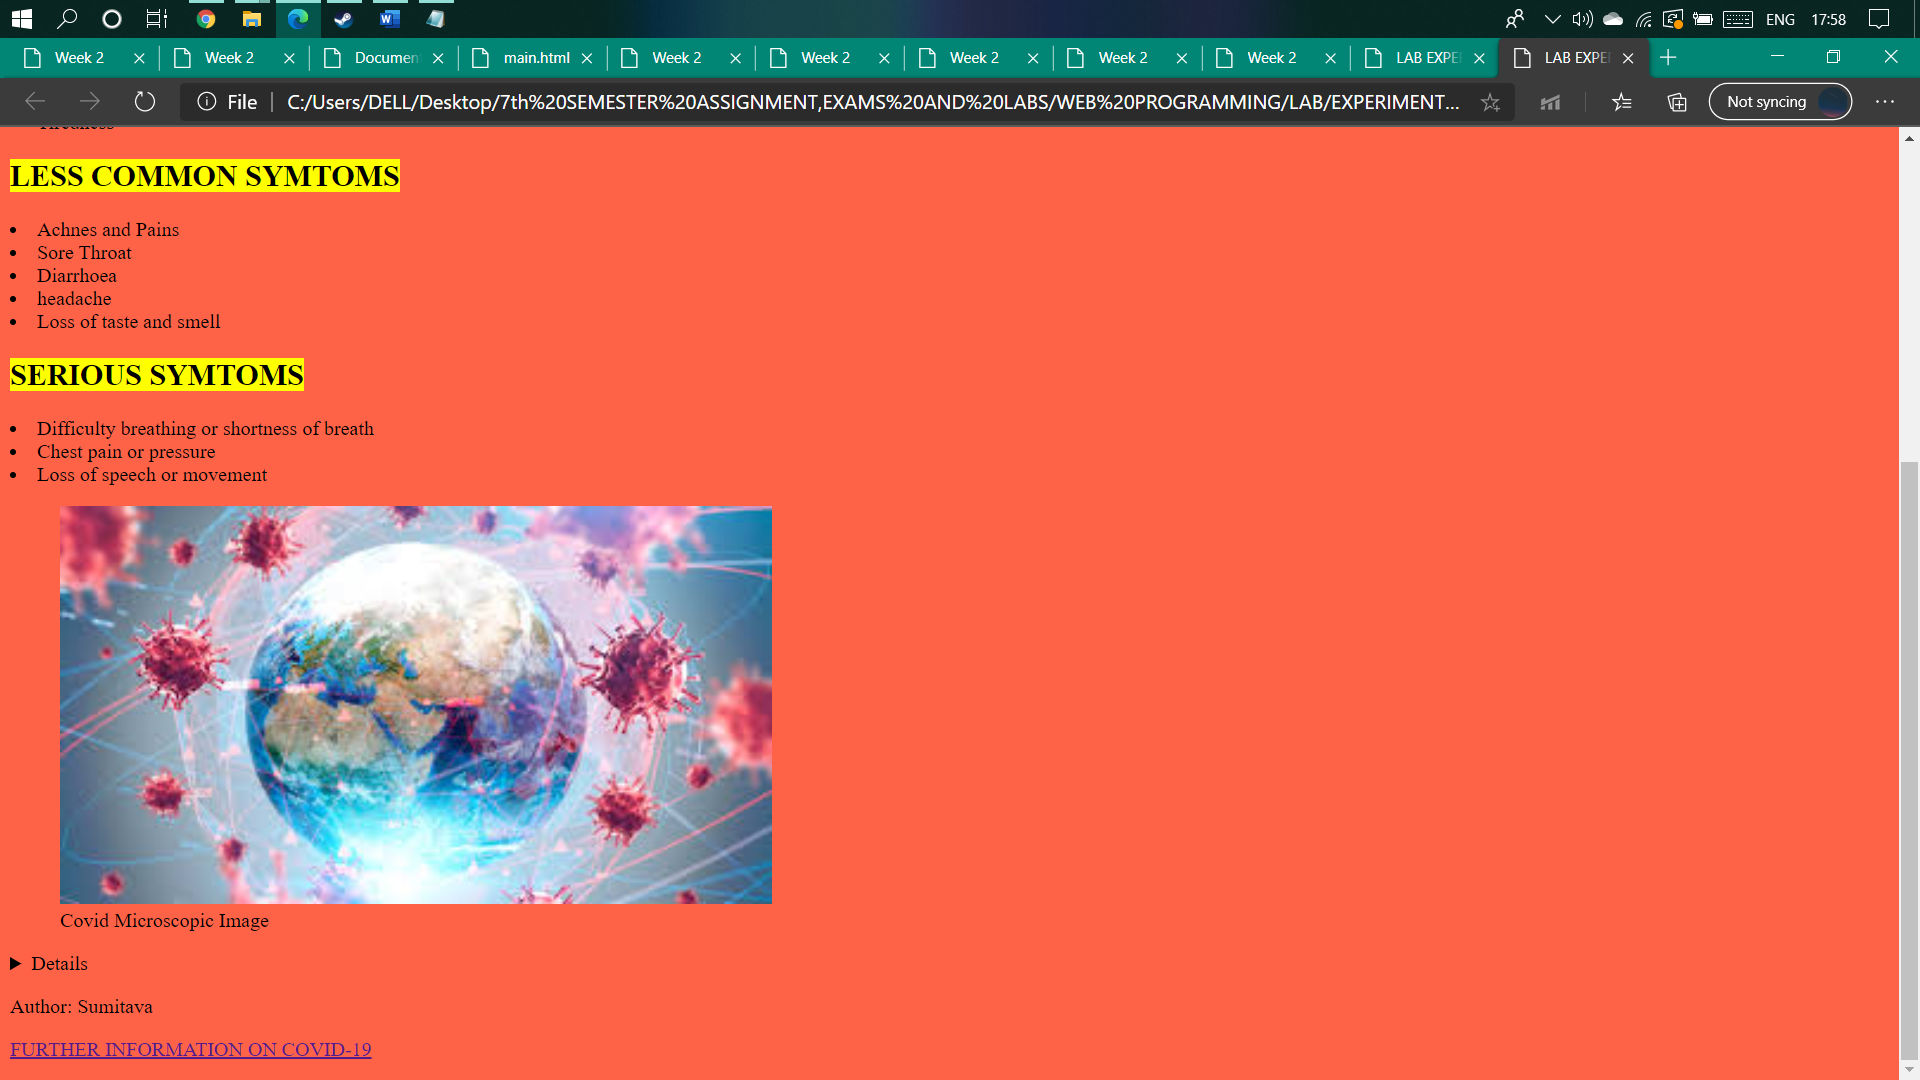 ENG 17:58
Week 2
Week 2
Documen
main.html
Week 2
Week 2
Week 2
Week 2
Week 2
LAB EXPE
LAB EXPE
File
C:/Users/DELL/Desktop/7th%20SEMESTER%20ASSIGNMENT,EXAMS%20AND%20LABS/WEB%20PROGRAMMING/LAB/EXPERIMENT...
Not syncing
Tiredness
LESS COMMON SYMTOMS
Achnes and Pains
Sore Throat
Diarrhoea
headache
Loss of taste and smell
SERIOUS SYMTOMS
Difficulty breathing or shortness of breath
Chest pain or pressure
Loss of speech or movement
Covid Microscopic Image
Details
Author: Sumitava
FURTHER INFORMATION ON COVID-19